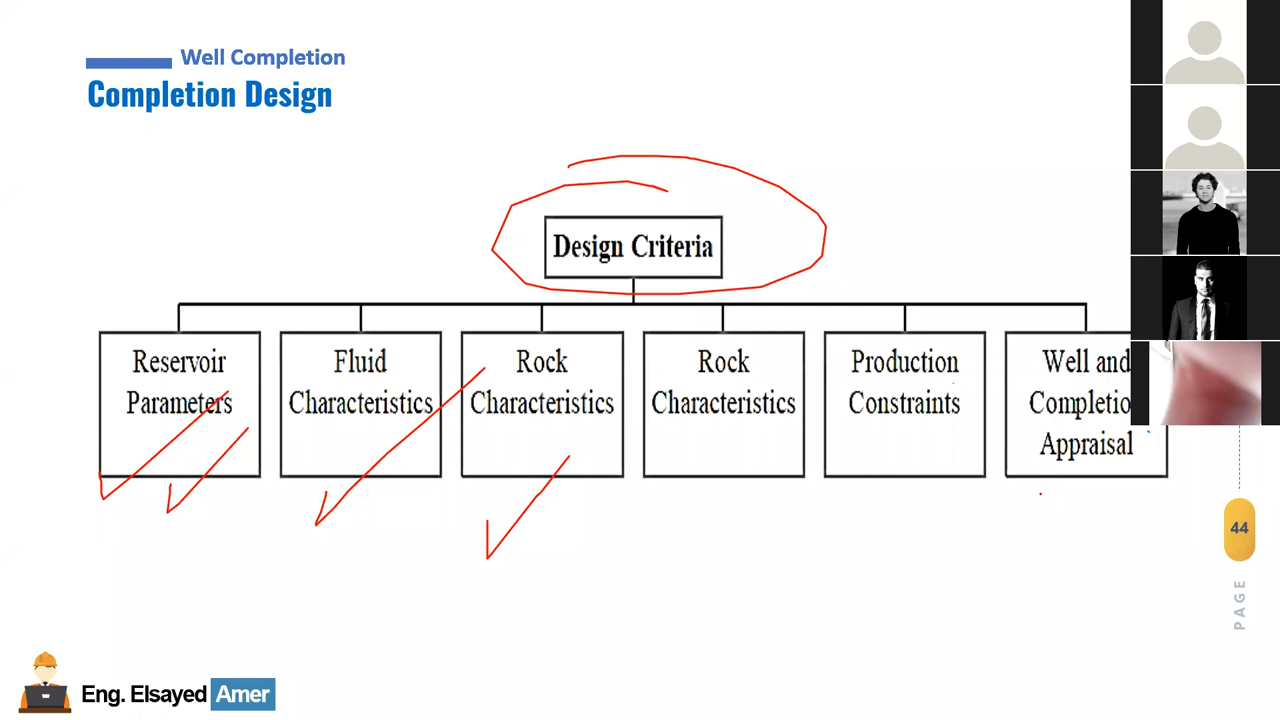 Well Completion
Completion Design
Design Criteria
Reservoir
Parameters
Fluid
Characteristics
Rock
Characteristics
Rock
Characteristics
Production
Constraints
Well and
Completio
Appraisal
44
PAGE
Eng. Elsayed Amer